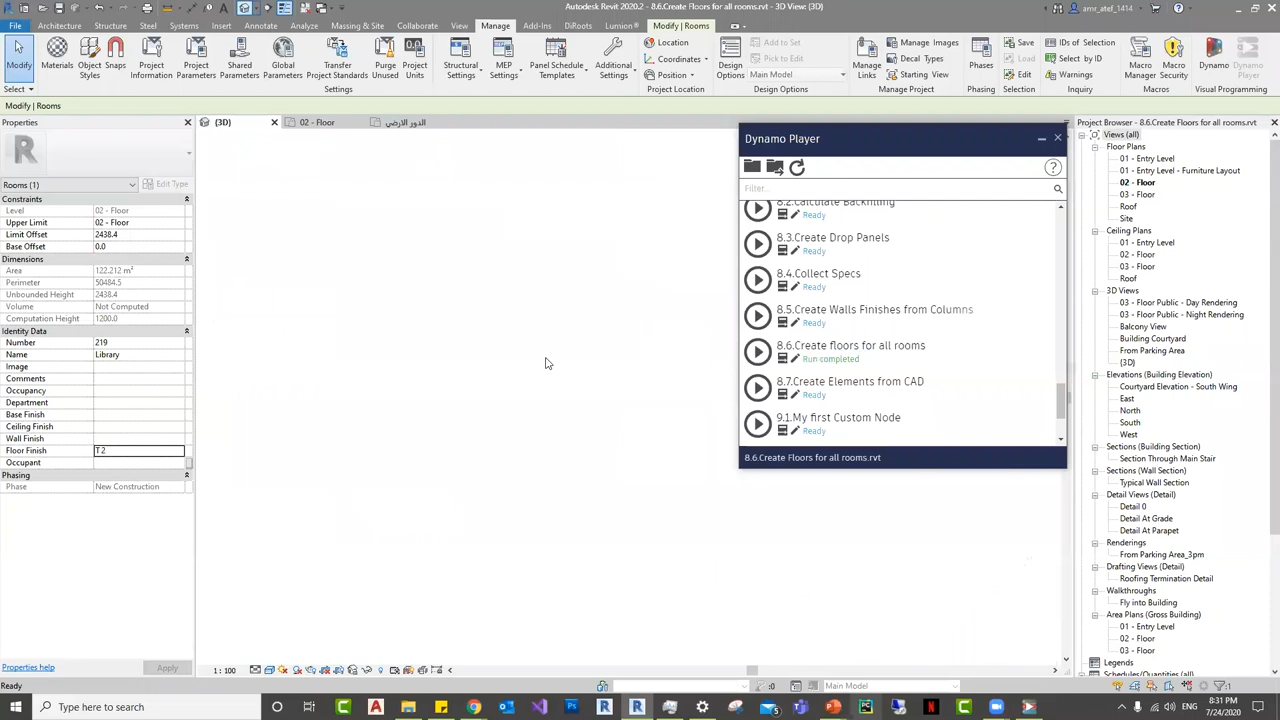 Autodesk Revit 2020.2 - 8.6.Create Floors for all rooms.rvt - 3D View: {3D}
amr_atef_1414
File Architecture Structure Steel Systems Insert Annotate Analyze Massing & Site Collaborate View Manage Add-Ins DiRoots Lumion® Modify | Rooms
Modify
Materials
Object Styles
Snaps
Project Information
Project Parameters
Shared Parameters
Global Parameters
Transfer Project Standards
Purge Unused
Project Units
Structural Settings
MEP Settings
Panel Schedule Templates
Additional Settings
Location
Coordinates
Position
Design Options
Add to Set
Pick to Edit
Main Model
Manage Links
Manage Images
Decal Types
Starting View
Phases
Save
Load
Edit
IDs of Selection
Select by ID
Warnings
Macro Manager
Macro Security
Dynamo
Dynamo Player
Select
Settings
Project Location
Design Options
Manage Project
Phasing
Selection
Inquiry
Macros
Visual Programming
Modify | Rooms
Properties
Rooms (1)
Edit Type
Constraints
Level 02 - Floor
Upper Limit 02 - Floor
Limit Offset 2438.4
Base Offset 0.0
Dimensions
Area 122.212 m²
Perimeter 50484.5
Unbounded Height 2438.4
Volume Not Computed
Computation Height 1200.0
Identity Data
Number 219
Name Library
Image
Comments
Occupancy
Department
Base Finish
Ceiling Finish
Wall Finish
Floor Finish T2
Occupant
Phasing
Phase New Construction
Properties help
Apply
{3D}
02 - Floor
الدور الارضي
Dynamo Player
Filter...
8.2.Calculate Backfilling
Ready
8.3.Create Drop Panels
Ready
8.4.Collect Specs
Ready
8.5.Create Walls Finishes from Columns
Ready
8.6.Create floors for all rooms
Run completed
8.7.Create Elements from CAD
Ready
9.1.My first Custom Node
Ready
8.6.Create Floors for all rooms.rvt
Project Browser - 8.6.Create Floors for all rooms.rvt
Views (all)
Floor Plans
01 - Entry Level
01 - Entry Level - Furniture Layout
02 - Floor
03 - Floor
Roof
Site
Ceiling Plans
01 - Entry Level
02 - Floor
03 - Floor
Roof
3D Views
03 - Floor Public - Day Rendering
03 - Floor Public - Night Rendering
Balcony View
Building Courtyard
From Parking Area
{3D}
Elevations (Building Elevation)
Courtyard Elevation - South Wing
East
North
South
West
Sections (Building Section)
Section Through Main Stair
Sections (Wall Section)
Typical Wall Section
Detail Views (Detail)
Detail 0
Detail At Grade
Detail At Parapet
Renderings
From Parking Area_3pm
Drafting Views (Detail)
Roofing Termination Detail
Walkthroughs
Fly into Building
Area Plans (Gross Building)
01 - Entry Level
02 - Floor
03 - Floor
Legends
Schedules/Quantities (all)
1 : 100
Ready
:0
Main Model
:1
Type here to search
8:31 PM
7/24/2020